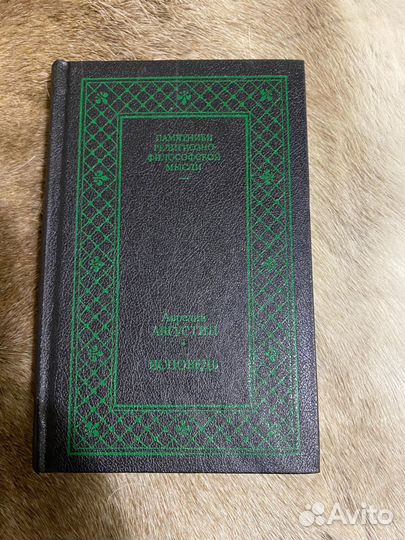 ПАМЯТНИКИ
РЕЛИГИОЗНО-
ФИЛОСОФСКОЙ
МЫСЛИ
Аврелий
АВГУСТИН
ИСПОВЕДЬ
Avito